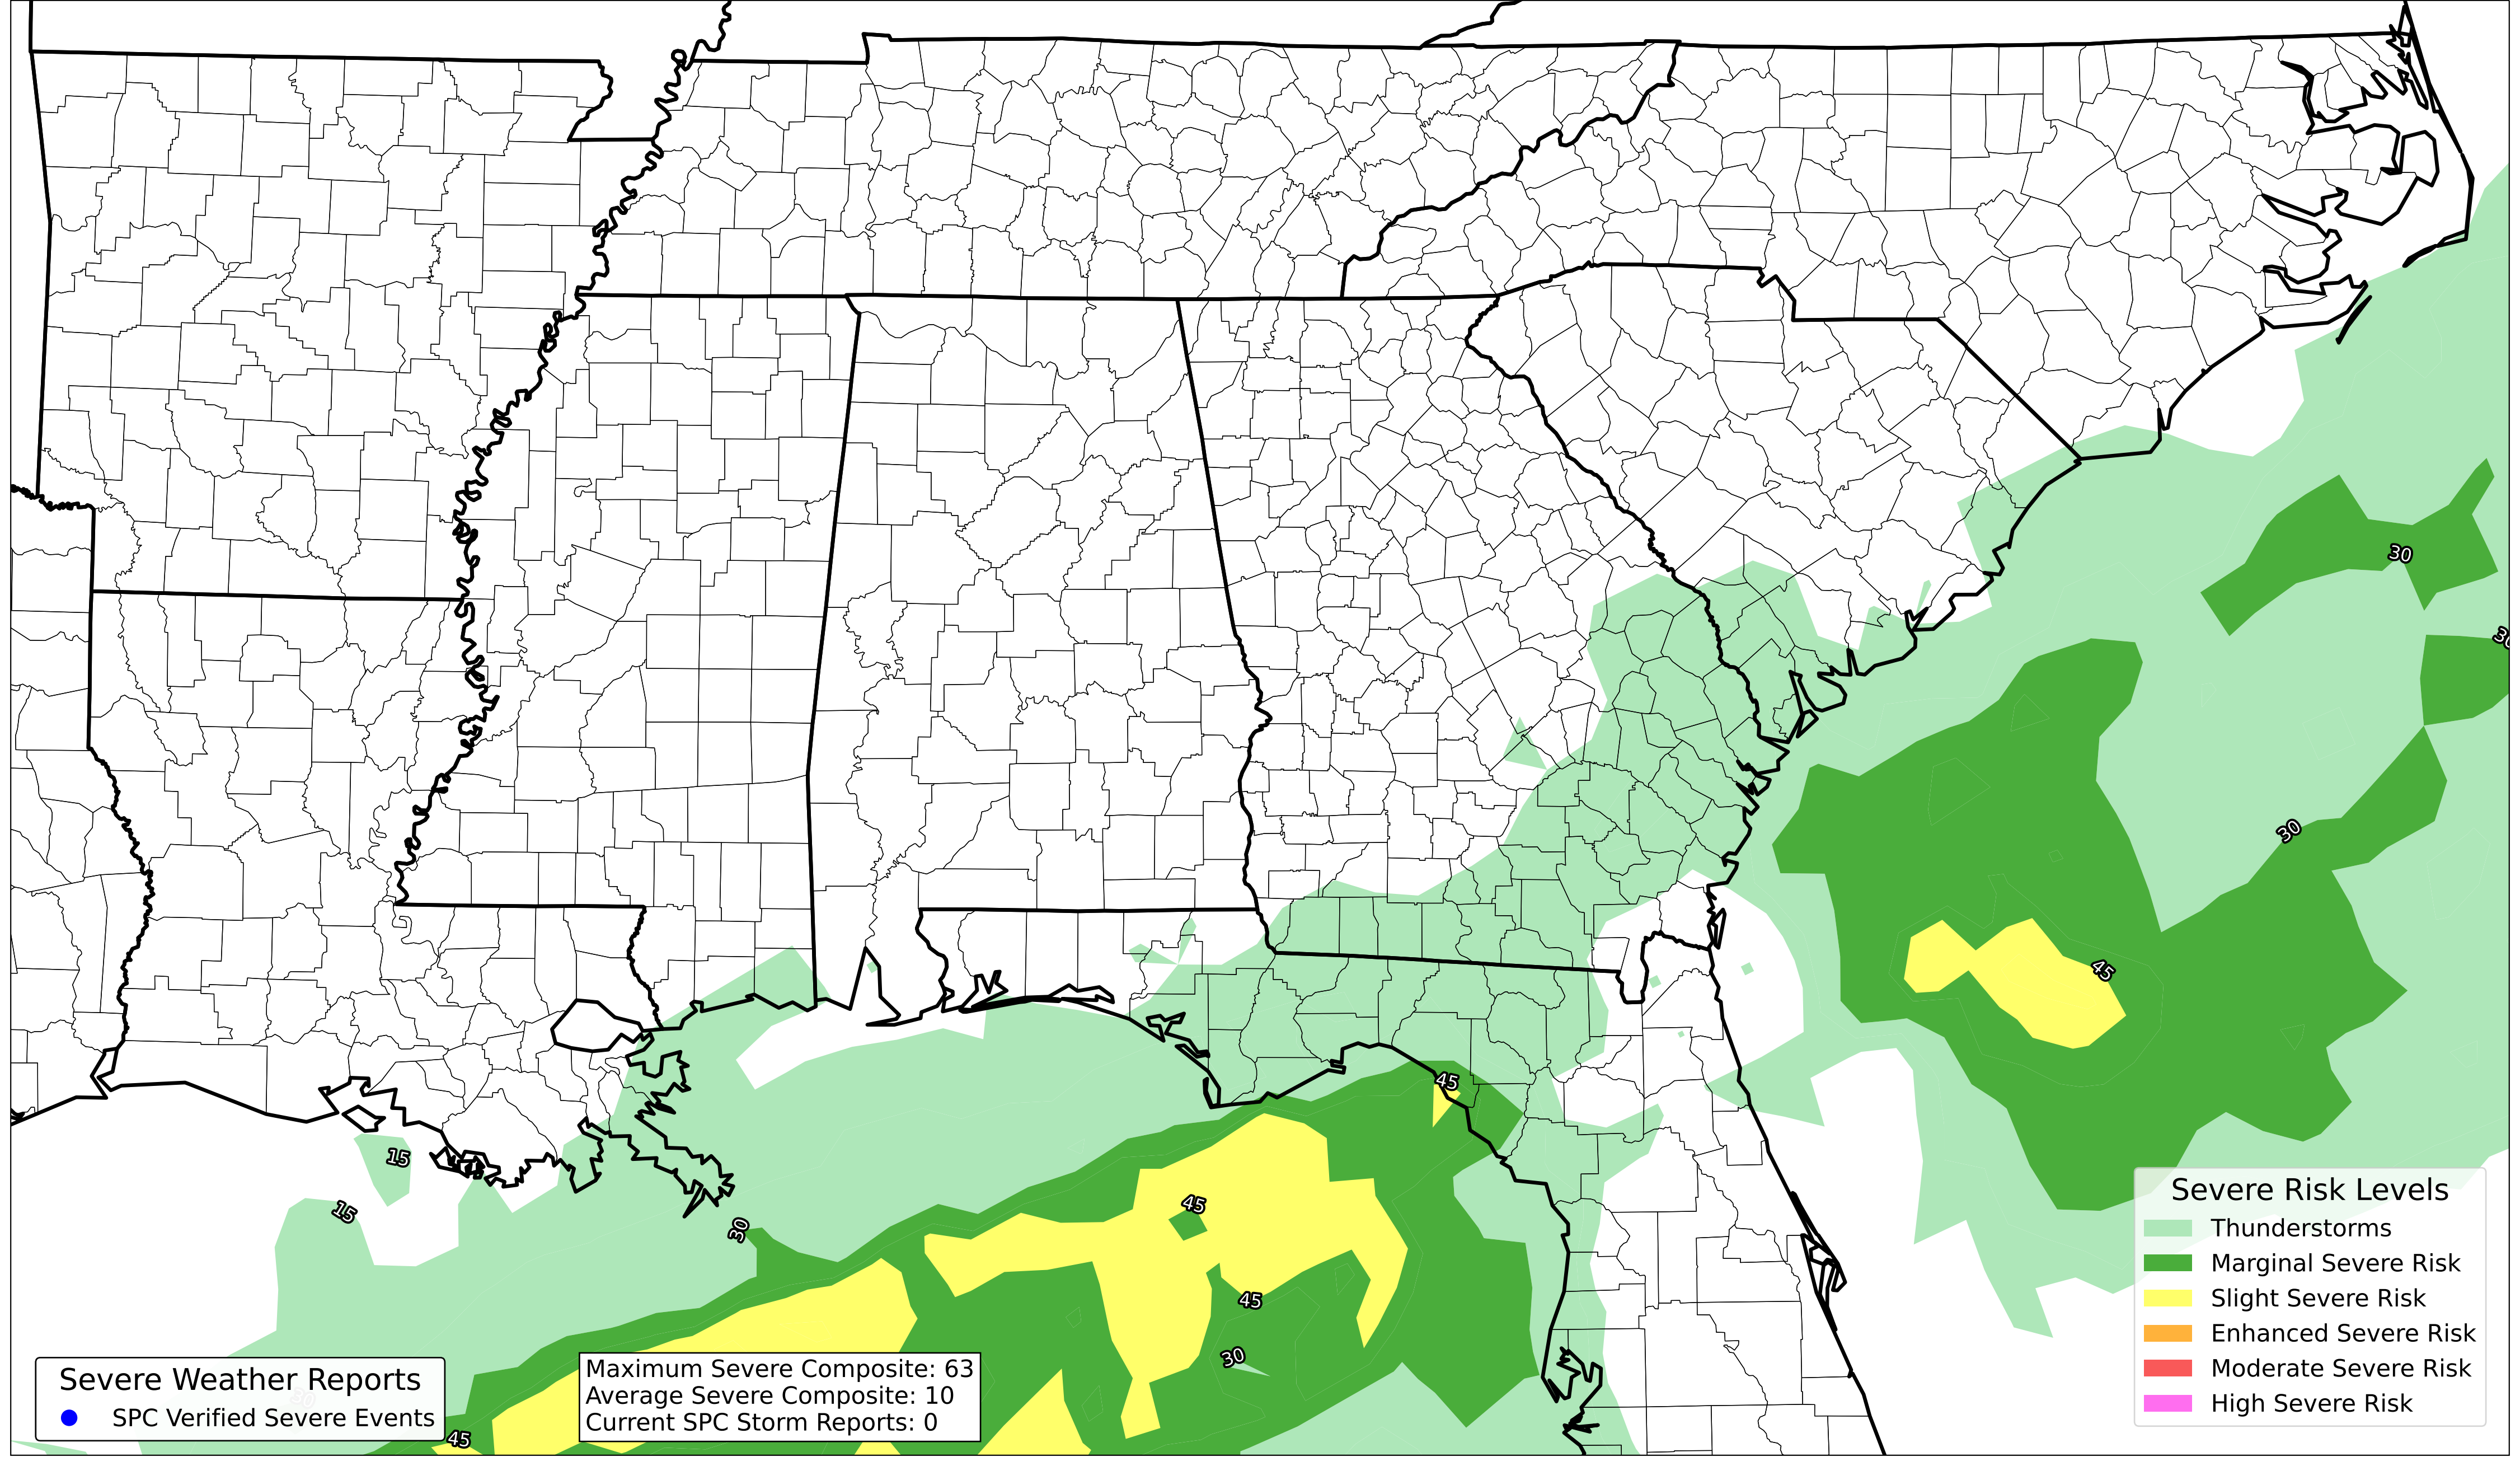 30
30
30
45
45
15
15
45
30
45
30
45
Severe Risk Levels
Thunderstorms
Marginal Severe Risk
Slight Severe Risk
Enhanced Severe Risk
Moderate Severe Risk
High Severe Risk
Severe Weather Reports
SPC Verified Severe Events
Maximum Severe Composite: 63
Average Severe Composite: 10
Current SPC Storm Reports: 0